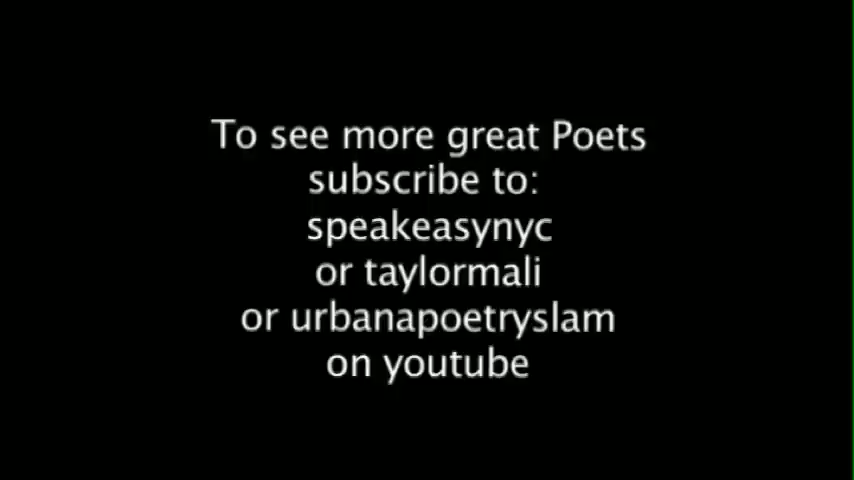 To see more great Poets
subscribe to:
speakeasynyc
or taylormali
or urbanapoetryslam
on youtube